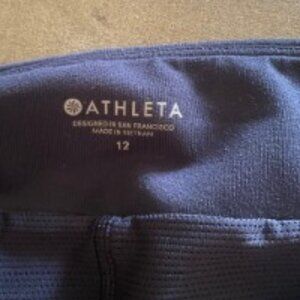 ATHLETA
DESIGNED IN SAN FRANCISCO
MADE IN VIETNAM
12